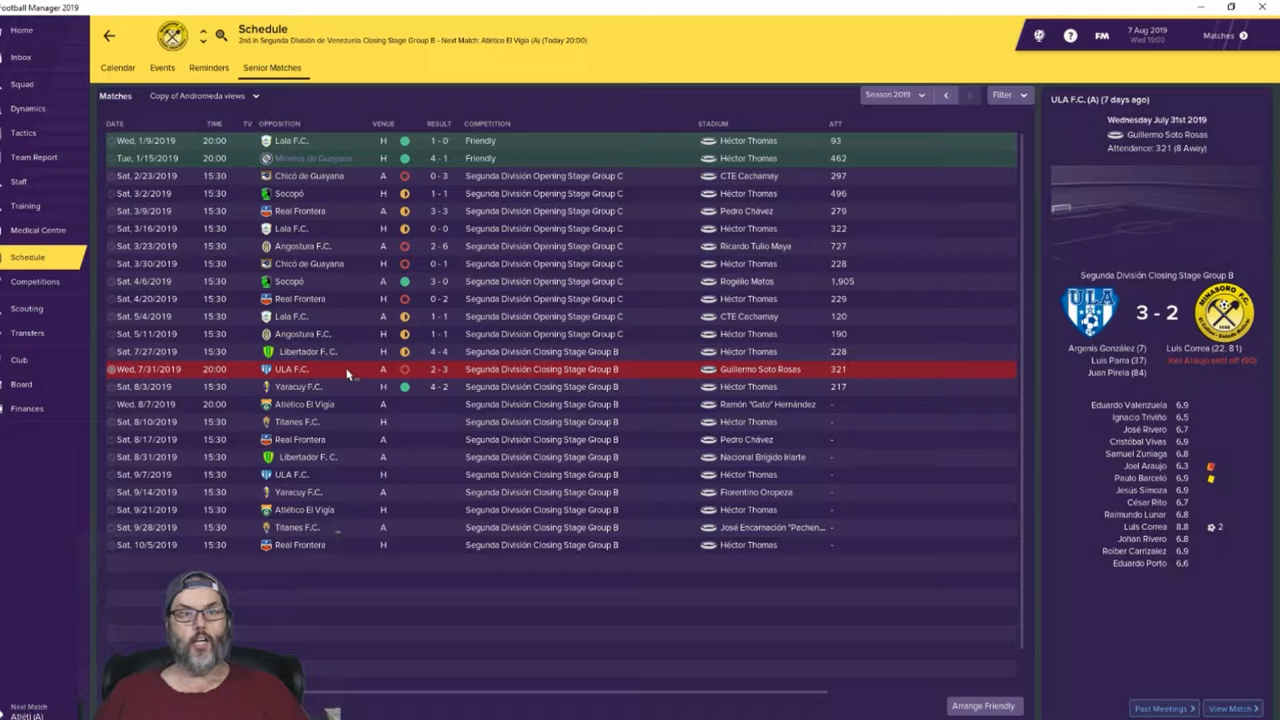 Football Manager 2019
Home
Inbox
Squad
Dynamics
Tactics
Team Report
Staff
Training
Medical Centre
Schedule
Competitions
Scouting
Transfers
Club
Board
Finances
Next Match
Atléti (A)
Schedule
2nd in Segunda División de Venezuela Closing Stage Group B - Next Match: Atlético El Vigía (A) (Today 20:00)
7 Aug 2019
Wed 19:00
FM
Matches
Calendar Events Reminders Senior Matches
Matches Copy of Andromeda views Season 2019 Filter
DATE TIME TV OPPOSITION VENUE RESULT COMPETITION STADIUM ATT
Wed, 1/9/2019 20:00 Lala F.C. H 1 - 0 Friendly Héctor Thomas 93
Tue, 1/15/2019 20:00 Mineros de Guayana H 4 - 1 Friendly Héctor Thomas 462
Sat, 2/23/2019 15:30 Chicó de Guayana A 0 - 3 Segunda División Opening Stage Group C CTE Cachamay 297
Sat, 3/2/2019 15:30 Socopó H 1 - 1 Segunda División Opening Stage Group C Héctor Thomas 496
Sat, 3/9/2019 15:30 Real Frontera A 3 - 3 Segunda División Opening Stage Group C Pedro Chávez 279
Sat, 3/16/2019 15:30 Lala F.C. H 0 - 0 Segunda División Opening Stage Group C Héctor Thomas 322
Sat, 3/23/2019 15:30 Angostura F.C. A 2 - 6 Segunda División Opening Stage Group C Ricardo Tulio Maya 727
Sat, 3/30/2019 15:30 Chicó de Guayana H 0 - 1 Segunda División Opening Stage Group C Héctor Thomas 228
Sat, 4/6/2019 15:30 Socopó A 3 - 0 Segunda División Opening Stage Group C Rogélio Matos 1,905
Sat, 4/20/2019 15:30 Real Frontera H 0 - 2 Segunda División Opening Stage Group C Héctor Thomas 229
Sat, 5/4/2019 15:30 Lala F.C. A 1 - 1 Segunda División Opening Stage Group C CTE Cachamay 120
Sat, 5/11/2019 15:30 Angostura F.C. H 1 - 1 Segunda División Opening Stage Group C Héctor Thomas 190
Sat, 7/27/2019 15:30 Libertador F. C. H 4 - 4 Segunda División Closing Stage Group B Héctor Thomas 228
Wed, 7/31/2019 20:00 ULA F.C. A 2 - 3 Segunda División Closing Stage Group B Guillermo Soto Rosas 321
Sat, 8/3/2019 15:30 Yaracuy F.C. H 4 - 2 Segunda División Closing Stage Group B Héctor Thomas 217
Wed, 8/7/2019 20:00 Atlético El Vigía A Segunda División Closing Stage Group B Ramón "Gato" Hernández -
Sat, 8/10/2019 15:30 Titanes F.C. H Segunda División Closing Stage Group B Héctor Thomas -
Sat, 8/17/2019 15:30 Real Frontera A Segunda División Closing Stage Group B Pedro Chávez -
Sat, 8/31/2019 15:30 Libertador F. C. A Segunda División Closing Stage Group B Nacional Brígido Iriarte -
Sat, 9/7/2019 15:30 ULA F.C. H Segunda División Closing Stage Group B Héctor Thomas -
Sat, 9/14/2019 15:30 Yaracuy F.C. A Segunda División Closing Stage Group B Florentino Oropeza -
Sat, 9/21/2019 15:30 Atlético El Vigía H Segunda División Closing Stage Group B Héctor Thomas -
Sat, 9/28/2019 15:30 Titanes F.C. A Segunda División Closing Stage Group B José Encarnación "Pachen... -
Sat, 10/5/2019 15:30 Real Frontera H Segunda División Closing Stage Group B Héctor Thomas -
Arrange Friendly
ULA F.C. (A) (7 days ago)
Wednesday July 31st 2019
Guillermo Soto Rosas
Attendance: 321 (8 Away)
Segunda División Closing Stage Group B
ULA 3 - 2 MINASORO F.C.
Argenis González (7) Luis Correa (22, 81)
Luis Parra (37) Joel Araujo sent off (90)
Juan Pirela (84)
Eduardo Valenzuela 6.9
Ignacio Triviño 6.5
José Rivero 6.7
Cristóbal Vivas 6.9
Samuel Zuniaga 6.8
Joel Araujo 6.3
Paulo Barceló 6.9
Jesús Simoza 6.9
César Rito 6.7
Raimundo Lunar 6.8
Luis Correa 8.8 2
Johan Rivero 6.8
Roiber Carrizalez 6.9
Eduardo Porto 6.6
Past Meetings View Match